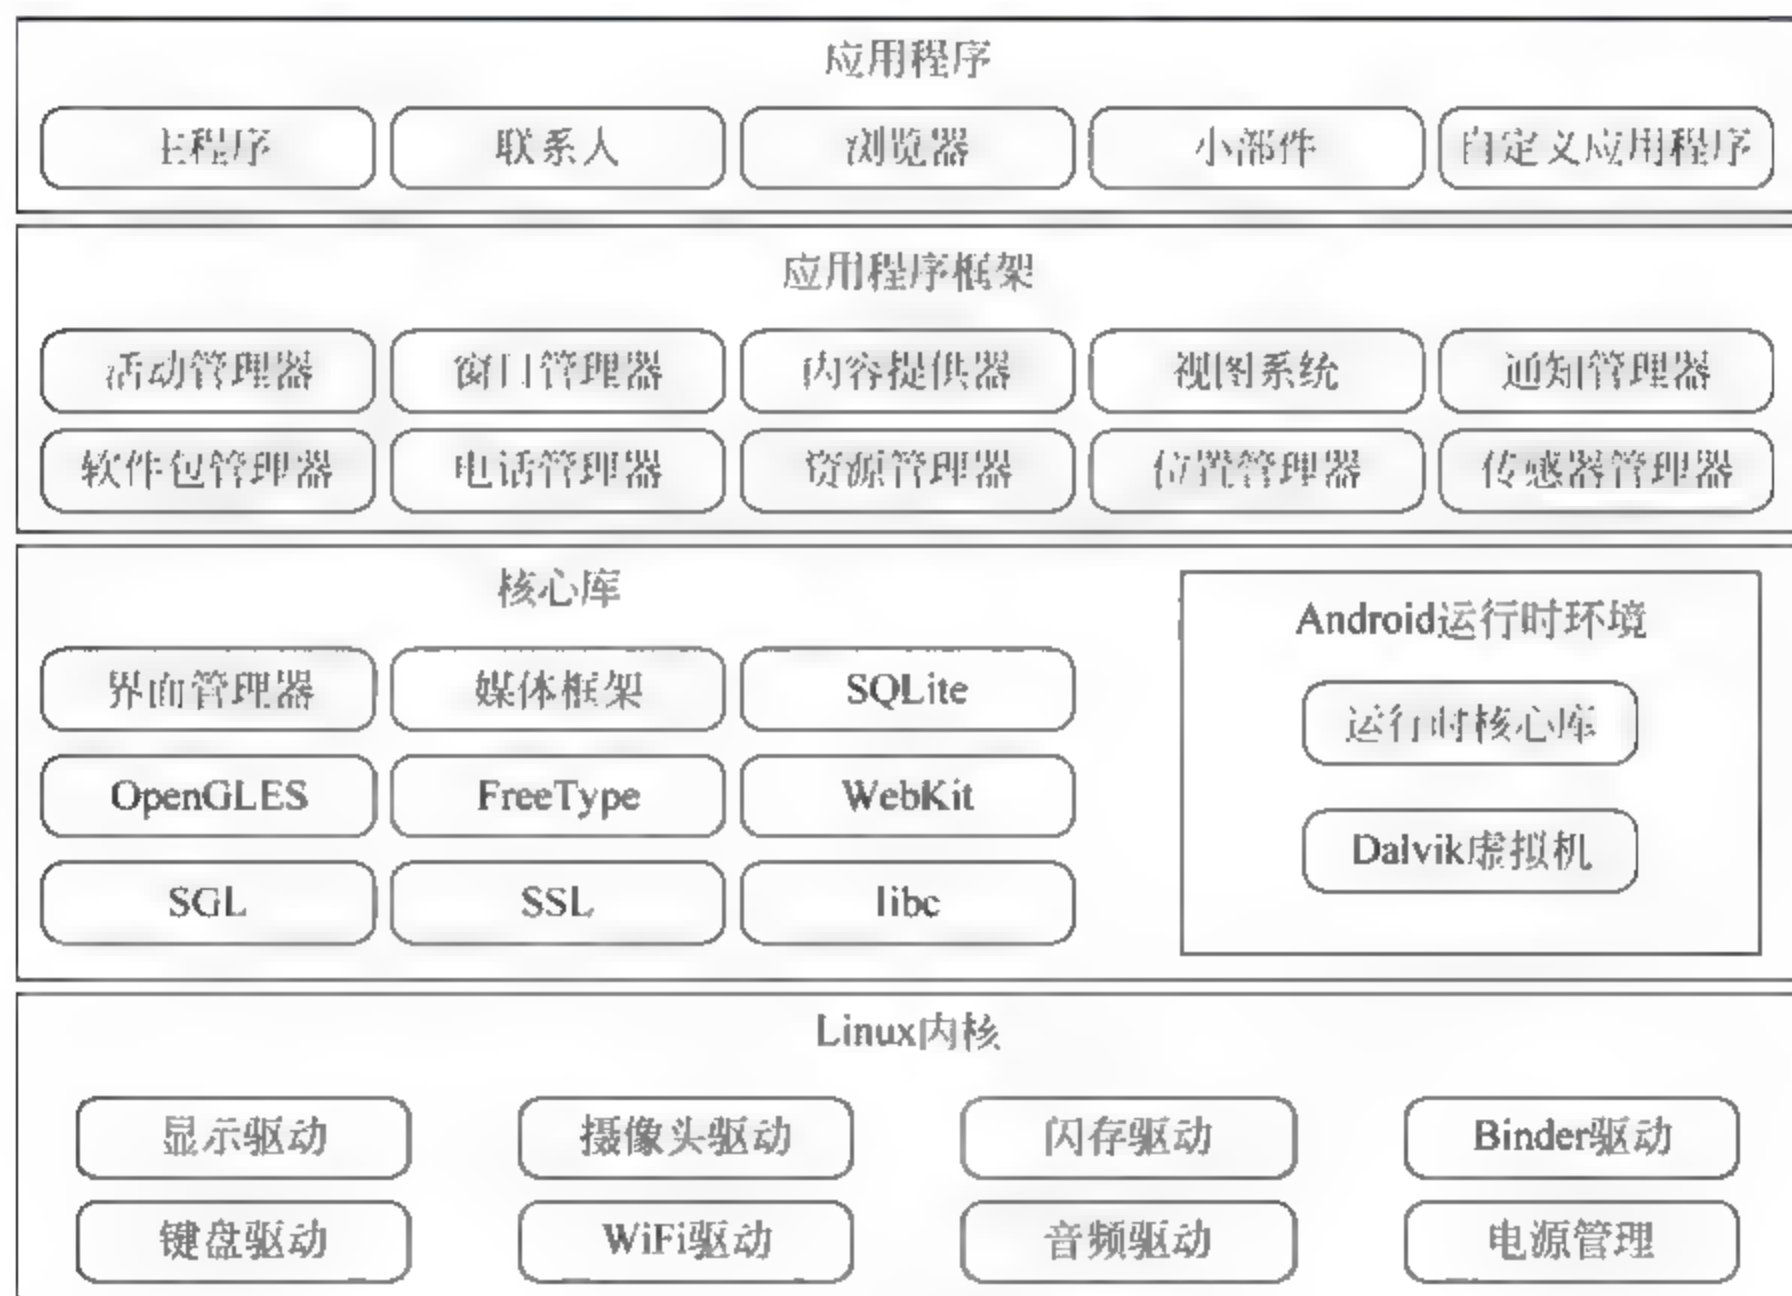 应用程序
主程序 联系人 浏览器 小部件 自定义应用程序
应用程序框架
活动管理器 窗口管理器 内容提供器 视图系统 通知管理器
软件包管理器 电话管理器 资源管理器 位置管理器 传感器管理器
核心库
界面管理器 媒体框架 SQLite
OpenGLES FreeType WebKit
SGL SSL libc
Android运行时环境
运行时核心库
Dalvik虚拟机
Linux内核
显示驱动 摄像头驱动 闪存驱动 Binder驱动
键盘驱动 WiFi驱动 音频驱动 电源管理